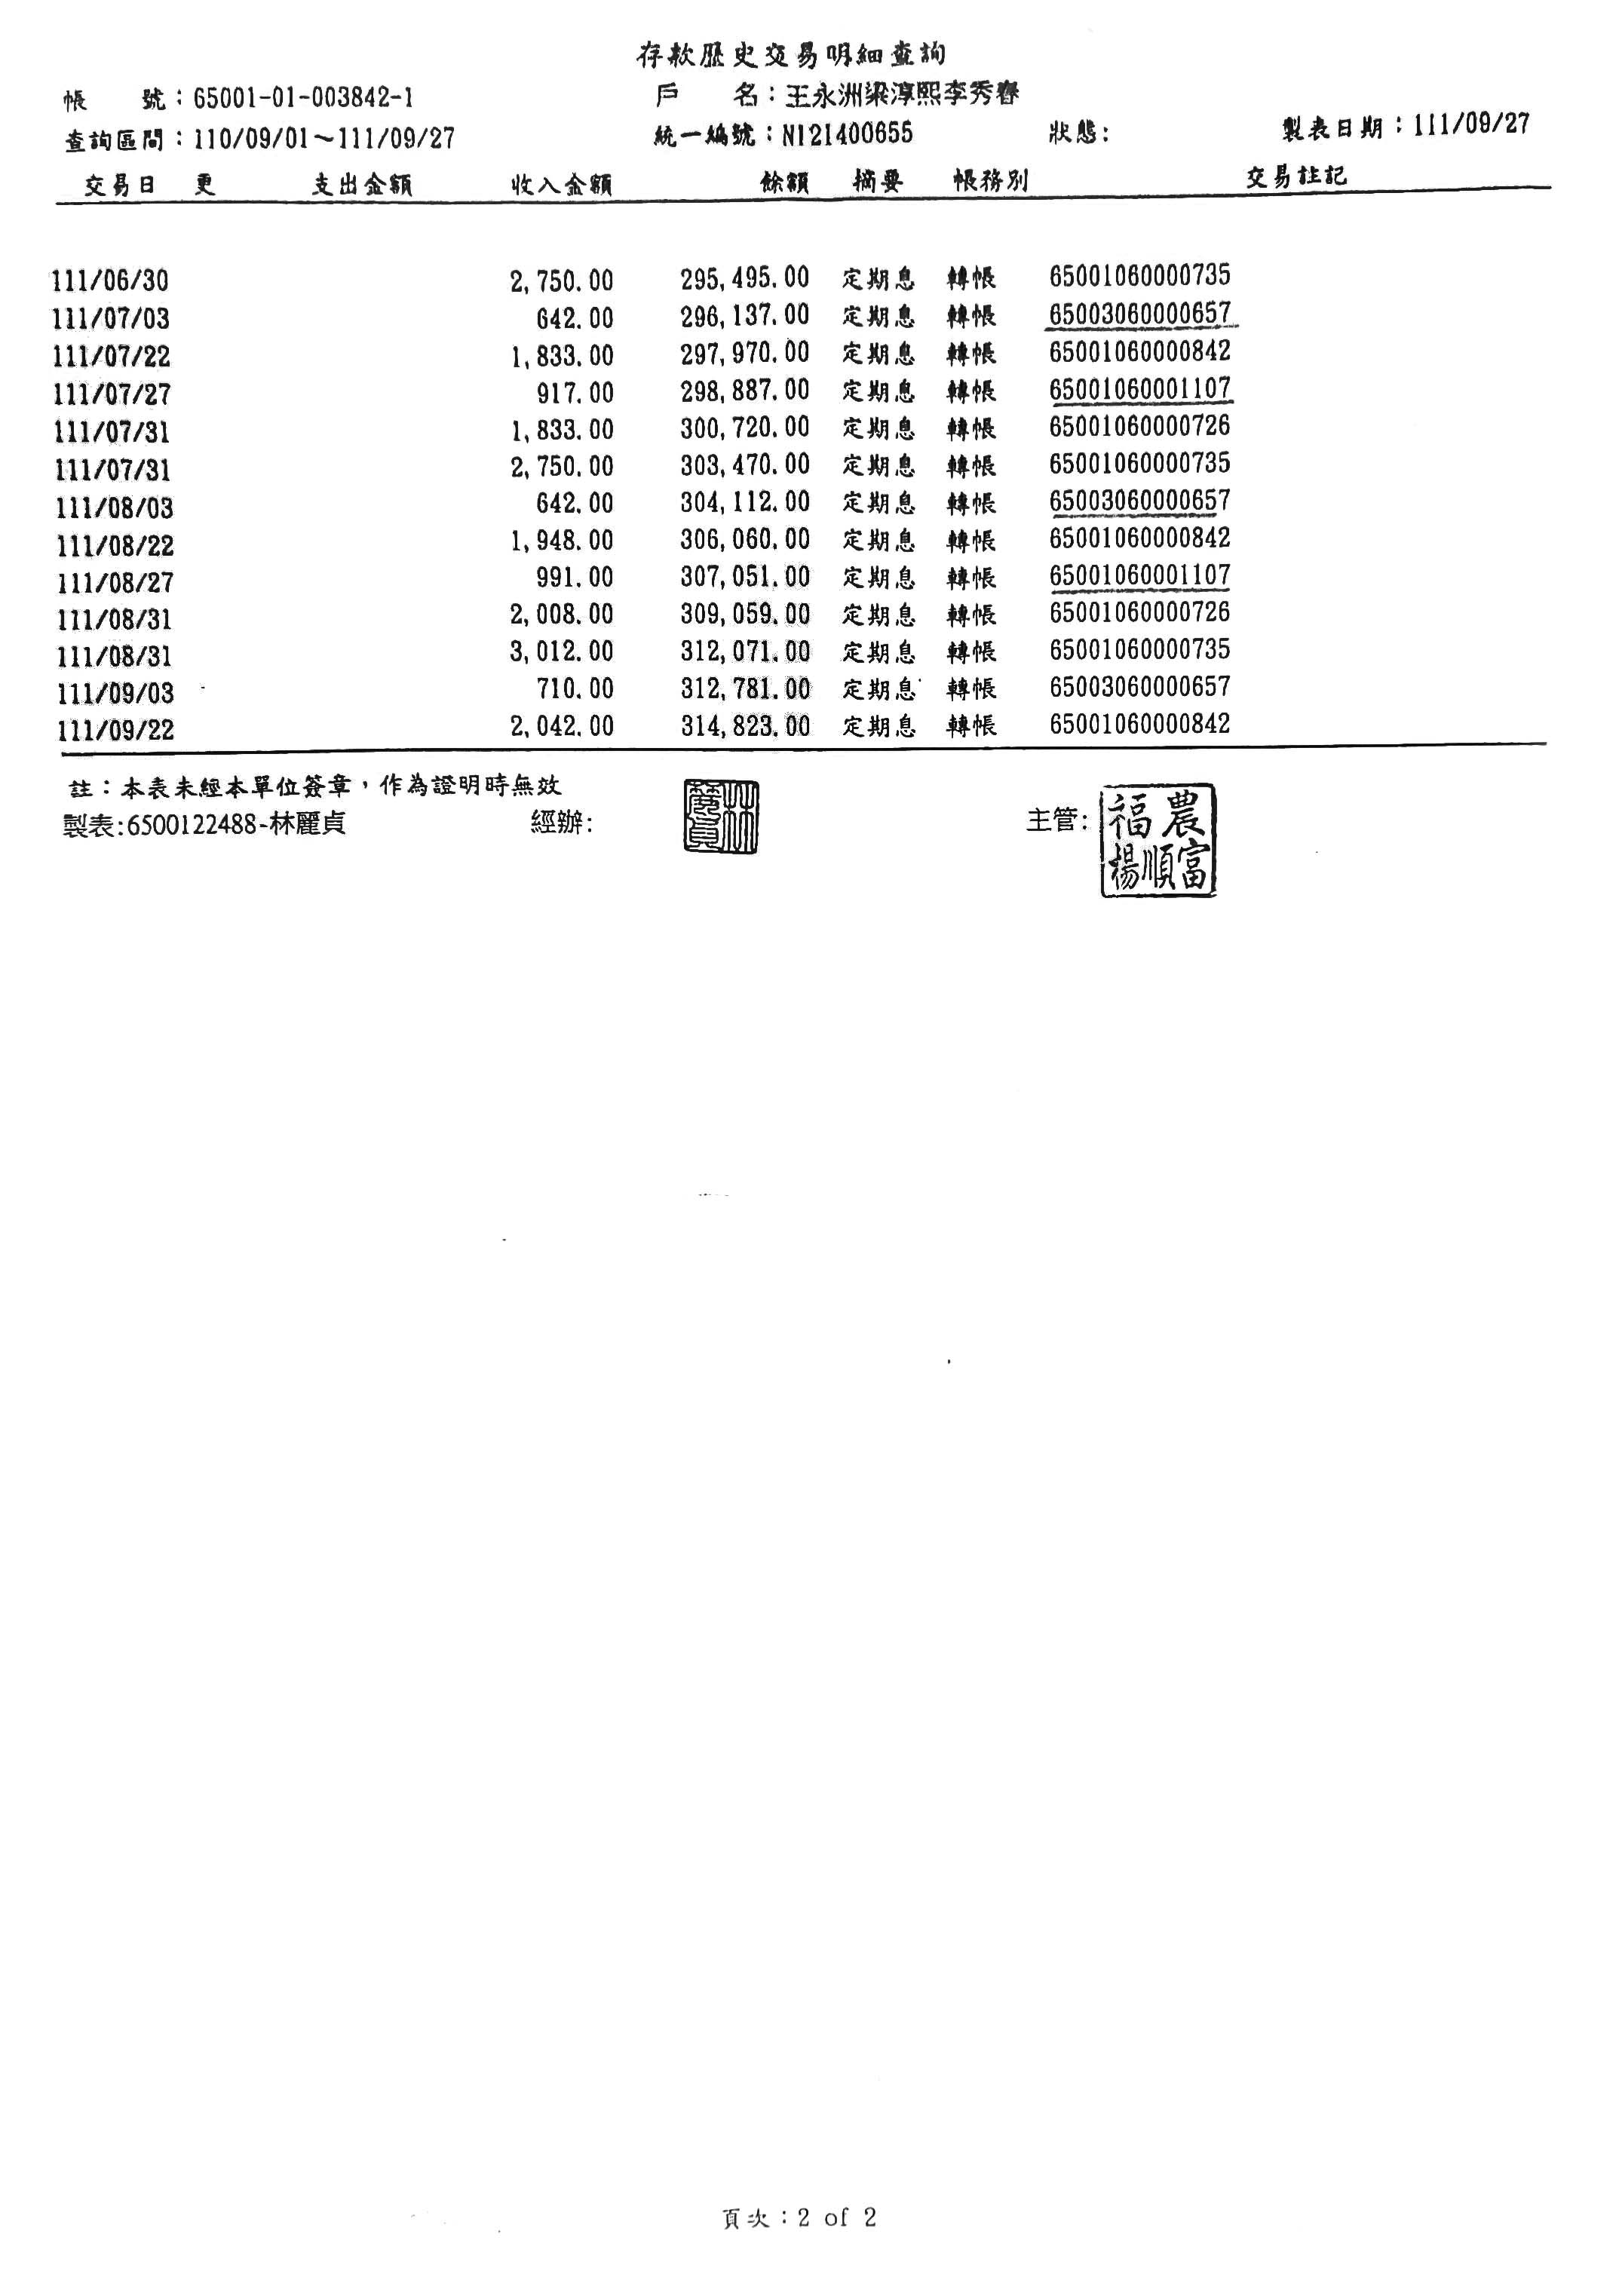 存款歷史交易明細查詢
帳 號：65001-01-003842-1 戶 名：王永洲梁淳熙李秀春
查詢區間：110/09/01～111/09/27 統一編號：N121400655 狀態: 製表日期：111/09/27
交易日 更 支出金額 收入金額 餘額 摘要 帳務別 交易註記
111/06/30 2,750.00 295,495.00 定期息 轉帳 65001060000735
111/07/03 642.00 296,137.00 定期息 轉帳 65003060000657
111/07/22 1,833.00 297,970.00 定期息 轉帳 65001060000842
111/07/27 917.00 298,887.00 定期息 轉帳 65001060001107
111/07/31 1,833.00 300,720.00 定期息 轉帳 65001060000726
111/07/31 2,750.00 303,470.00 定期息 轉帳 65001060000735
111/08/03 642.00 304,112.00 定期息 轉帳 65003060000657
111/08/22 1,948.00 306,060.00 定期息 轉帳 65001060000842
111/08/27 991.00 307,051.00 定期息 轉帳 65001060001107
111/08/31 2,008.00 309,059.00 定期息 轉帳 65001060000726
111/08/31 3,012.00 312,071.00 定期息 轉帳 65001060000735
111/09/03 710.00 312,781.00 定期息 轉帳 65003060000657
111/09/22 2,042.00 314,823.00 定期息 轉帳 65001060000842
註：本表未經本單位簽章，作為證明時無效
製表:6500122488-林麗貞 經辦: 林麗貞 主管: 農富福順楊
頁次：2 of 2